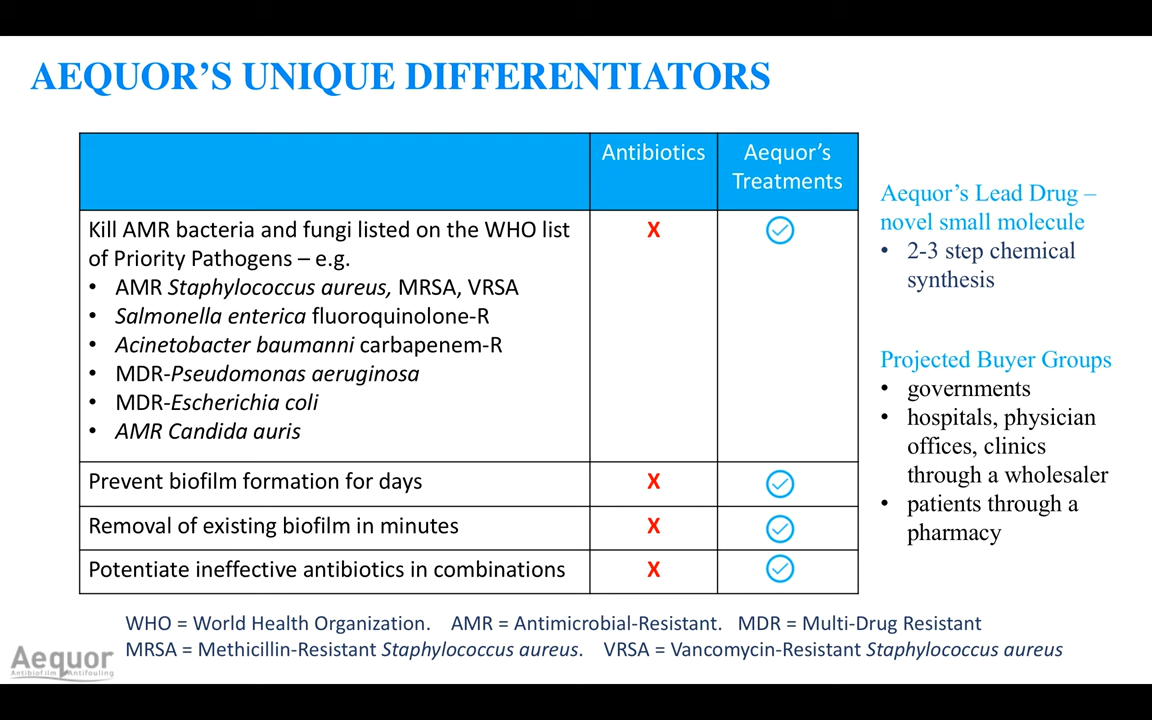 AEQUOR'S UNIQUE DIFFERENTIATORS
Antibiotics
Aequor's
Treatments
Kill AMR bacteria and fungi listed on the WHO list
of Priority Pathogens – e.g.
• AMR Staphylococcus aureus, MRSA, VRSA
• Salmonella enterica fluoroquinolone-R
• Acinetobacter baumanni carbapenem-R
• MDR-Pseudomonas aeruginosa
• MDR-Escherichia coli
• AMR Candida auris
X
Prevent biofilm formation for days
X
Removal of existing biofilm in minutes
X
Potentiate ineffective antibiotics in combinations
X
Aequor's Lead Drug –
novel small molecule
• 2-3 step chemical
synthesis
Projected Buyer Groups
• governments
• hospitals, physician
offices, clinics
through a wholesaler
• patients through a
pharmacy
WHO = World Health Organization. AMR = Antimicrobial-Resistant. MDR = Multi-Drug Resistant
MRSA = Methicillin-Resistant Staphylococcus aureus. VRSA = Vancomycin-Resistant Staphylococcus aureus
Aequor
Antibiofilm Antifouling